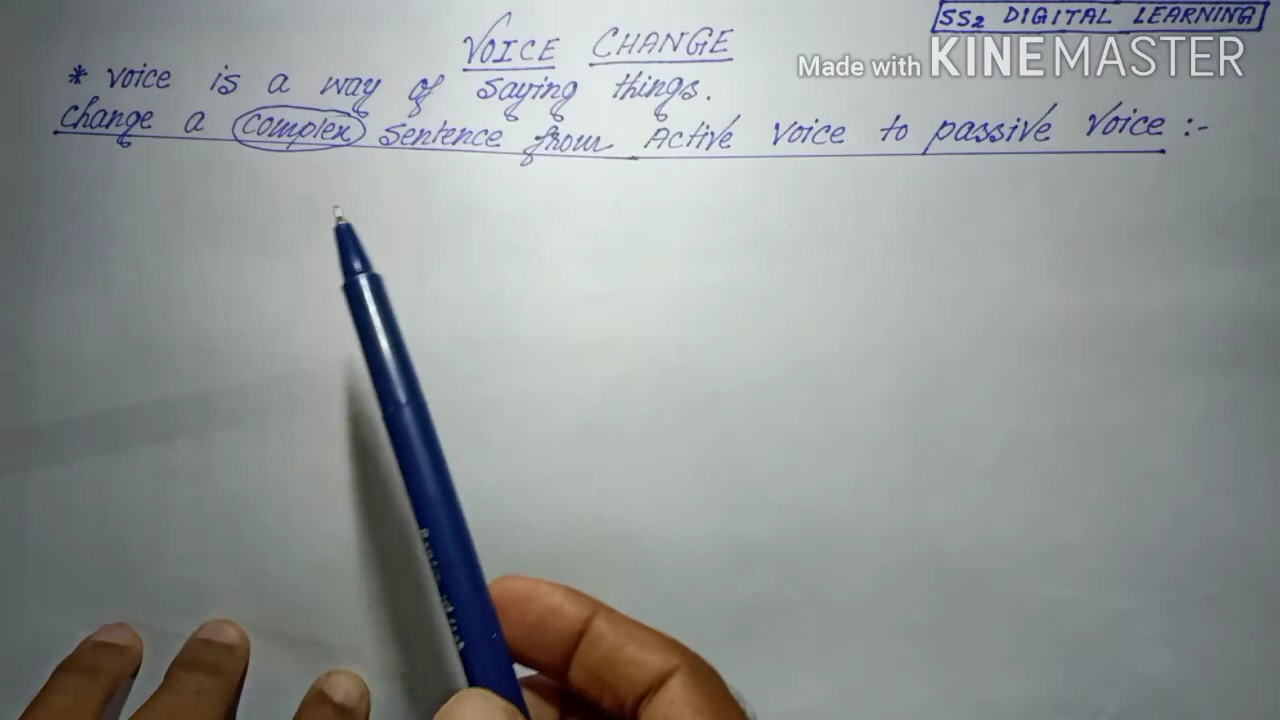 SS2 DIGITAL LEARNING
VOICE CHANGE
Made with KINEMASTER
* Voice is a way of saying things.
Change a complex sentence from Active voice to passive voice :-